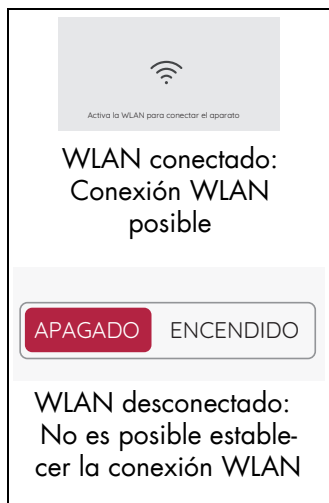 Activa la WLAN para conectar el aparato
WLAN conectado:
Conexión WLAN
posible
APAGADO ENCENDIDO
WLAN desconectado:
No es posible estable-
cer la conexión WLAN